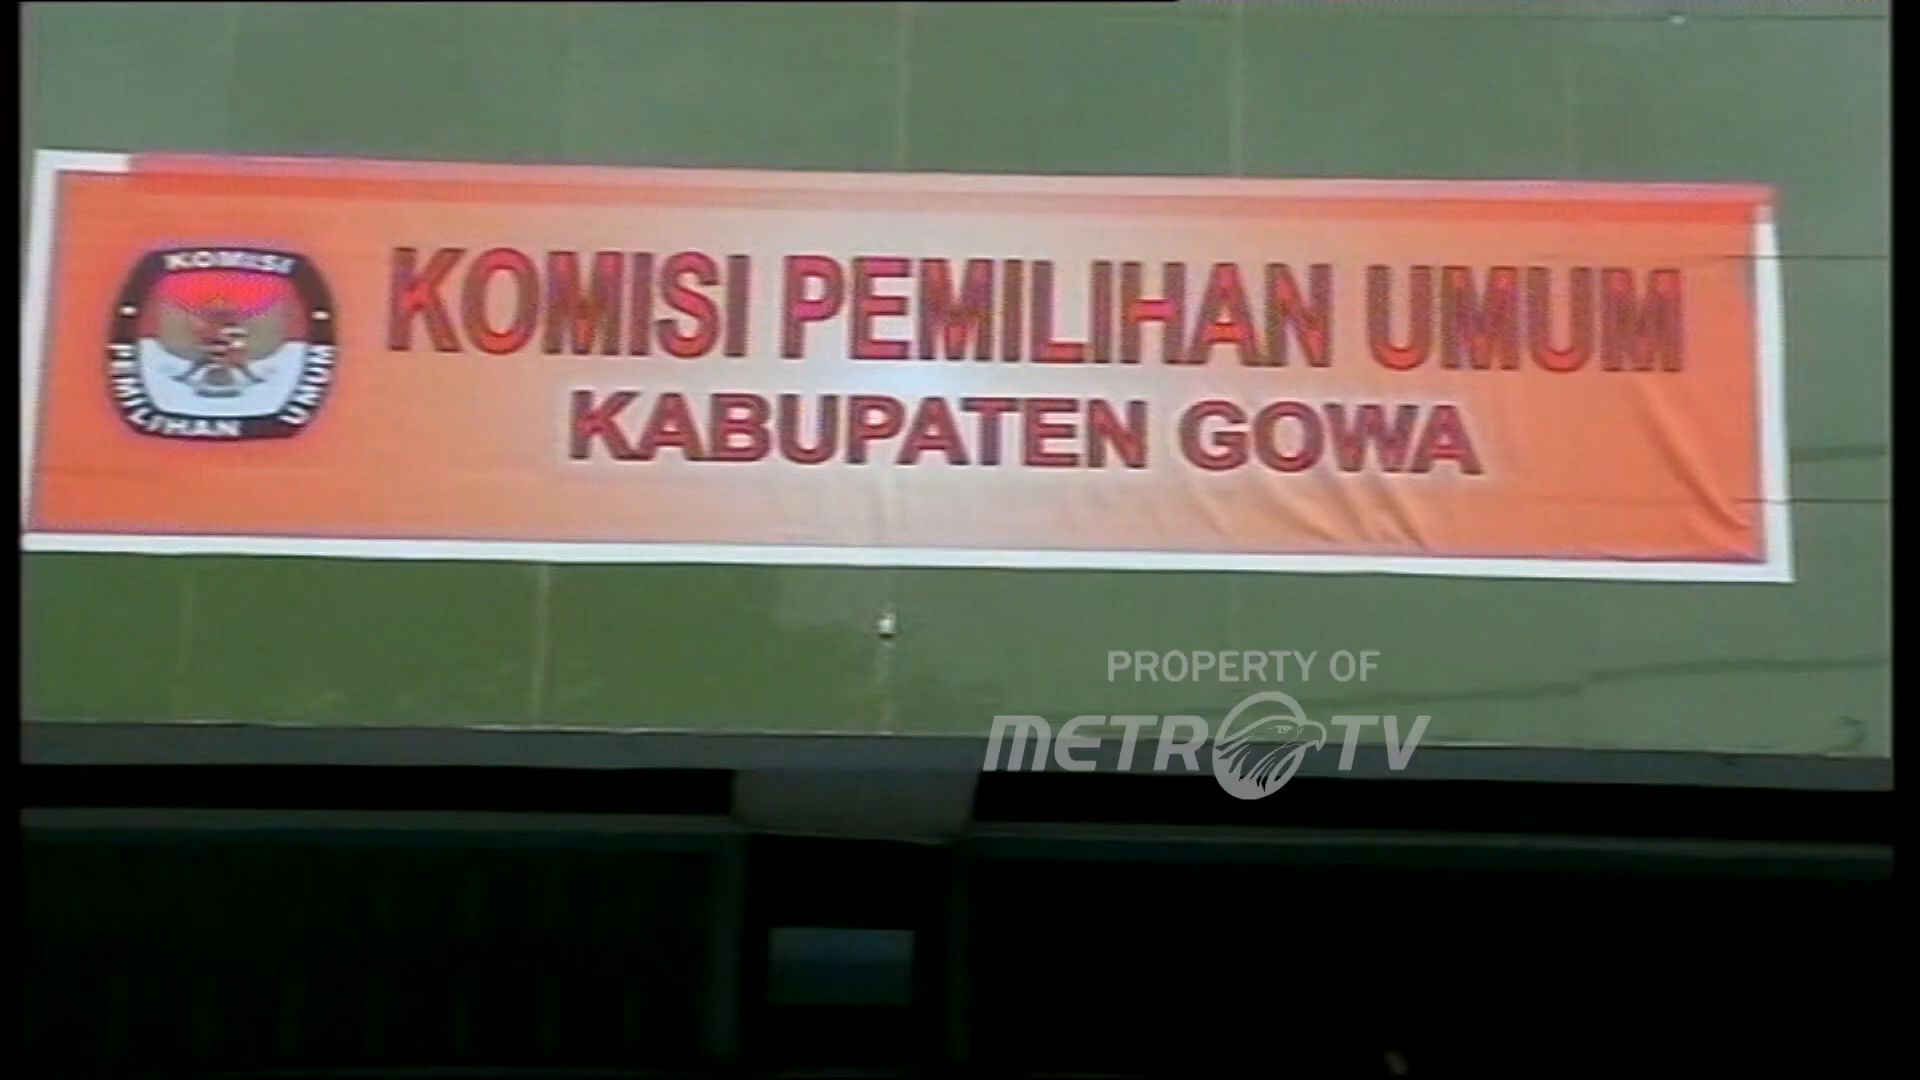 KOMISI PEMILIHAN UMUM
KABUPATEN GOWA
KOMISI
PEMILIHAN UMUM
PROPERTY OF
METRO TV